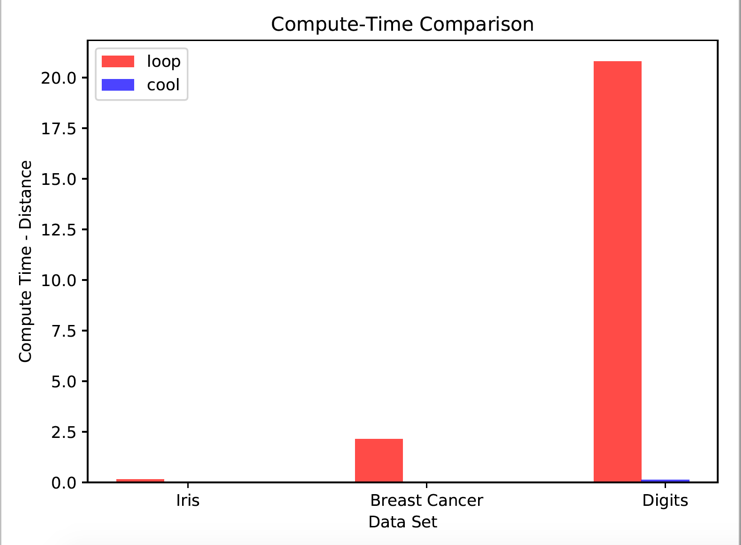 Compute-Time Comparison
loop
cool
20.0
17.5
15.0
12.5
10.0
7.5
5.0
2.5
0.0
Compute Time - Distance
Iris
Breast Cancer
Digits
Data Set